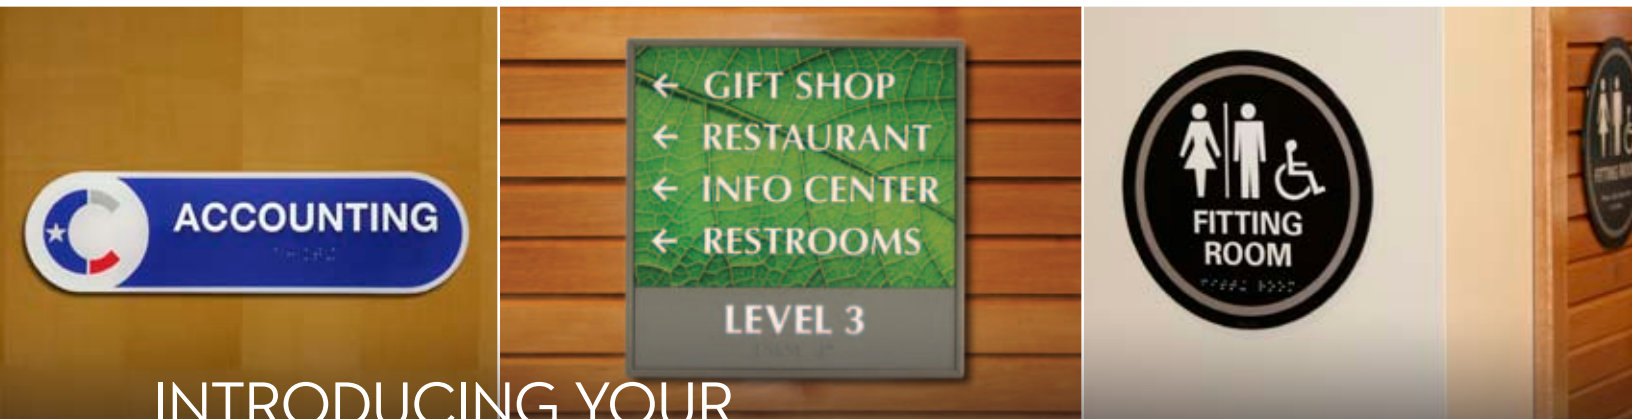 ACCOUNTING
← GIFT SHOP
← RESTAURANT
← INFO CENTER
← RESTROOMS
LEVEL 3
FITTING
ROOM
INTRODUCING YOUR